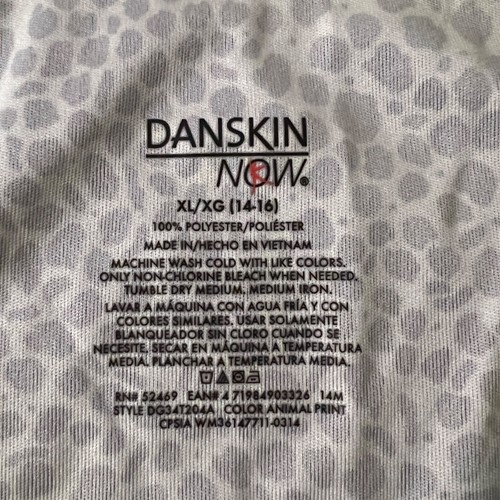 DANSKIN
NOW®
XL/XG (14-16)
100% POLYESTER/POLIÉSTER
MADE IN/HECHO EN VIETNAM
MACHINE WASH COLD WITH LIKE COLORS.
ONLY NON-CHLORINE BLEACH WHEN NEEDED.
TUMBLE DRY MEDIUM. MEDIUM IRON.
LAVAR A MÁQUINA CON AGUA FRÍA Y CON
COLORES SIMILARES. USAR SOLAMENTE
BLANQUEADOR SIN CLORO CUANDO SE
NECESITE. SECAR EN MÁQUINA A TEMPERATURA
MEDIA. PLANCHAR A TEMPERATURA MEDIA.
RN# 52469 EAN# 4 71984903326 14M
STYLE DG34T204A COLOR ANIMAL PRINT
CPSIA WM36147711-0314